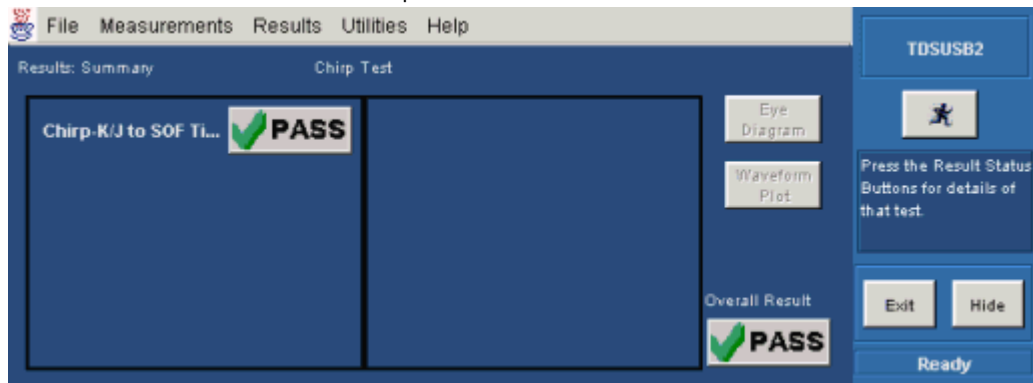 File Measurements Results Utilities Help
TDSUSB2
Results: Summary
Chirp Test
Chirp-K/J to SOF Ti...
PASS
Eye
Diagram
Waveform
Plot
Press the Result Status
Buttons for details of
that test.
Overall Result
PASS
Exit
Hide
Ready